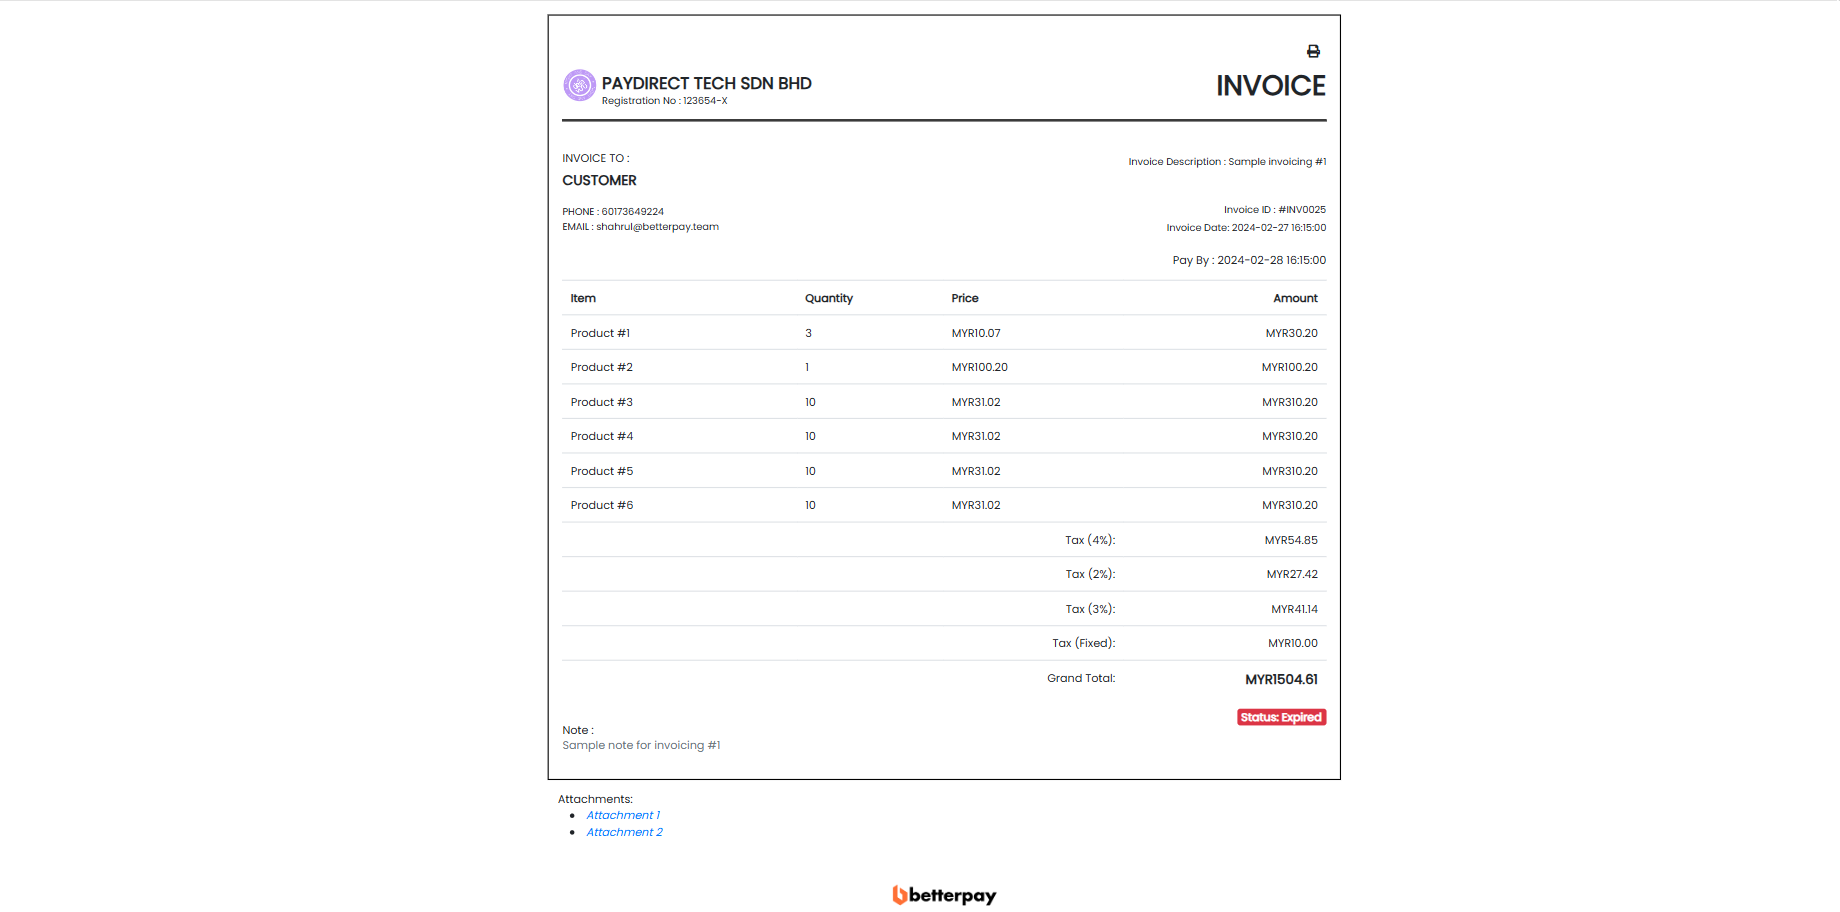 PAYDIRECT TECH SDN BHD
Registration No : 123654-X
INVOICE
INVOICE TO :
CUSTOMER
PHONE : 60173649224
EMAIL : shahrul@betterpay.team
Invoice Description : Sample invoicing #1
Invoice ID : #INV0025
Invoice Date: 2024-02-27 16:15:00
Pay By : 2024-02-28 16:15:00
Item Quantity Price Amount
Product #1 3 MYR10.07 MYR30.20
Product #2 1 MYR100.20 MYR100.20
Product #3 10 MYR31.02 MYR310.20
Product #4 10 MYR31.02 MYR310.20
Product #5 10 MYR31.02 MYR310.20
Product #6 10 MYR31.02 MYR310.20
Tax (4%): MYR54.85
Tax (2%): MYR27.42
Tax (3%): MYR41.14
Tax (Fixed): MYR10.00
Grand Total: MYR1504.61
Status: Expired
Note :
Sample note for invoicing #1
Attachments:
Attachment 1
Attachment 2
betterpay